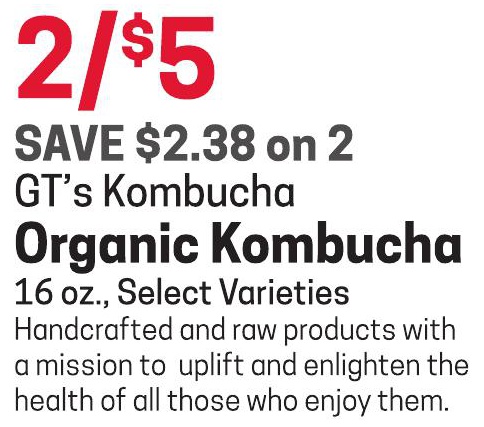 2/$5
SAVE $2.38 on 2
GT's Kombucha
Organic Kombucha
16 oz., Select Varieties
Handcrafted and raw products with
a mission to uplift and enlighten the
health of all those who enjoy them.